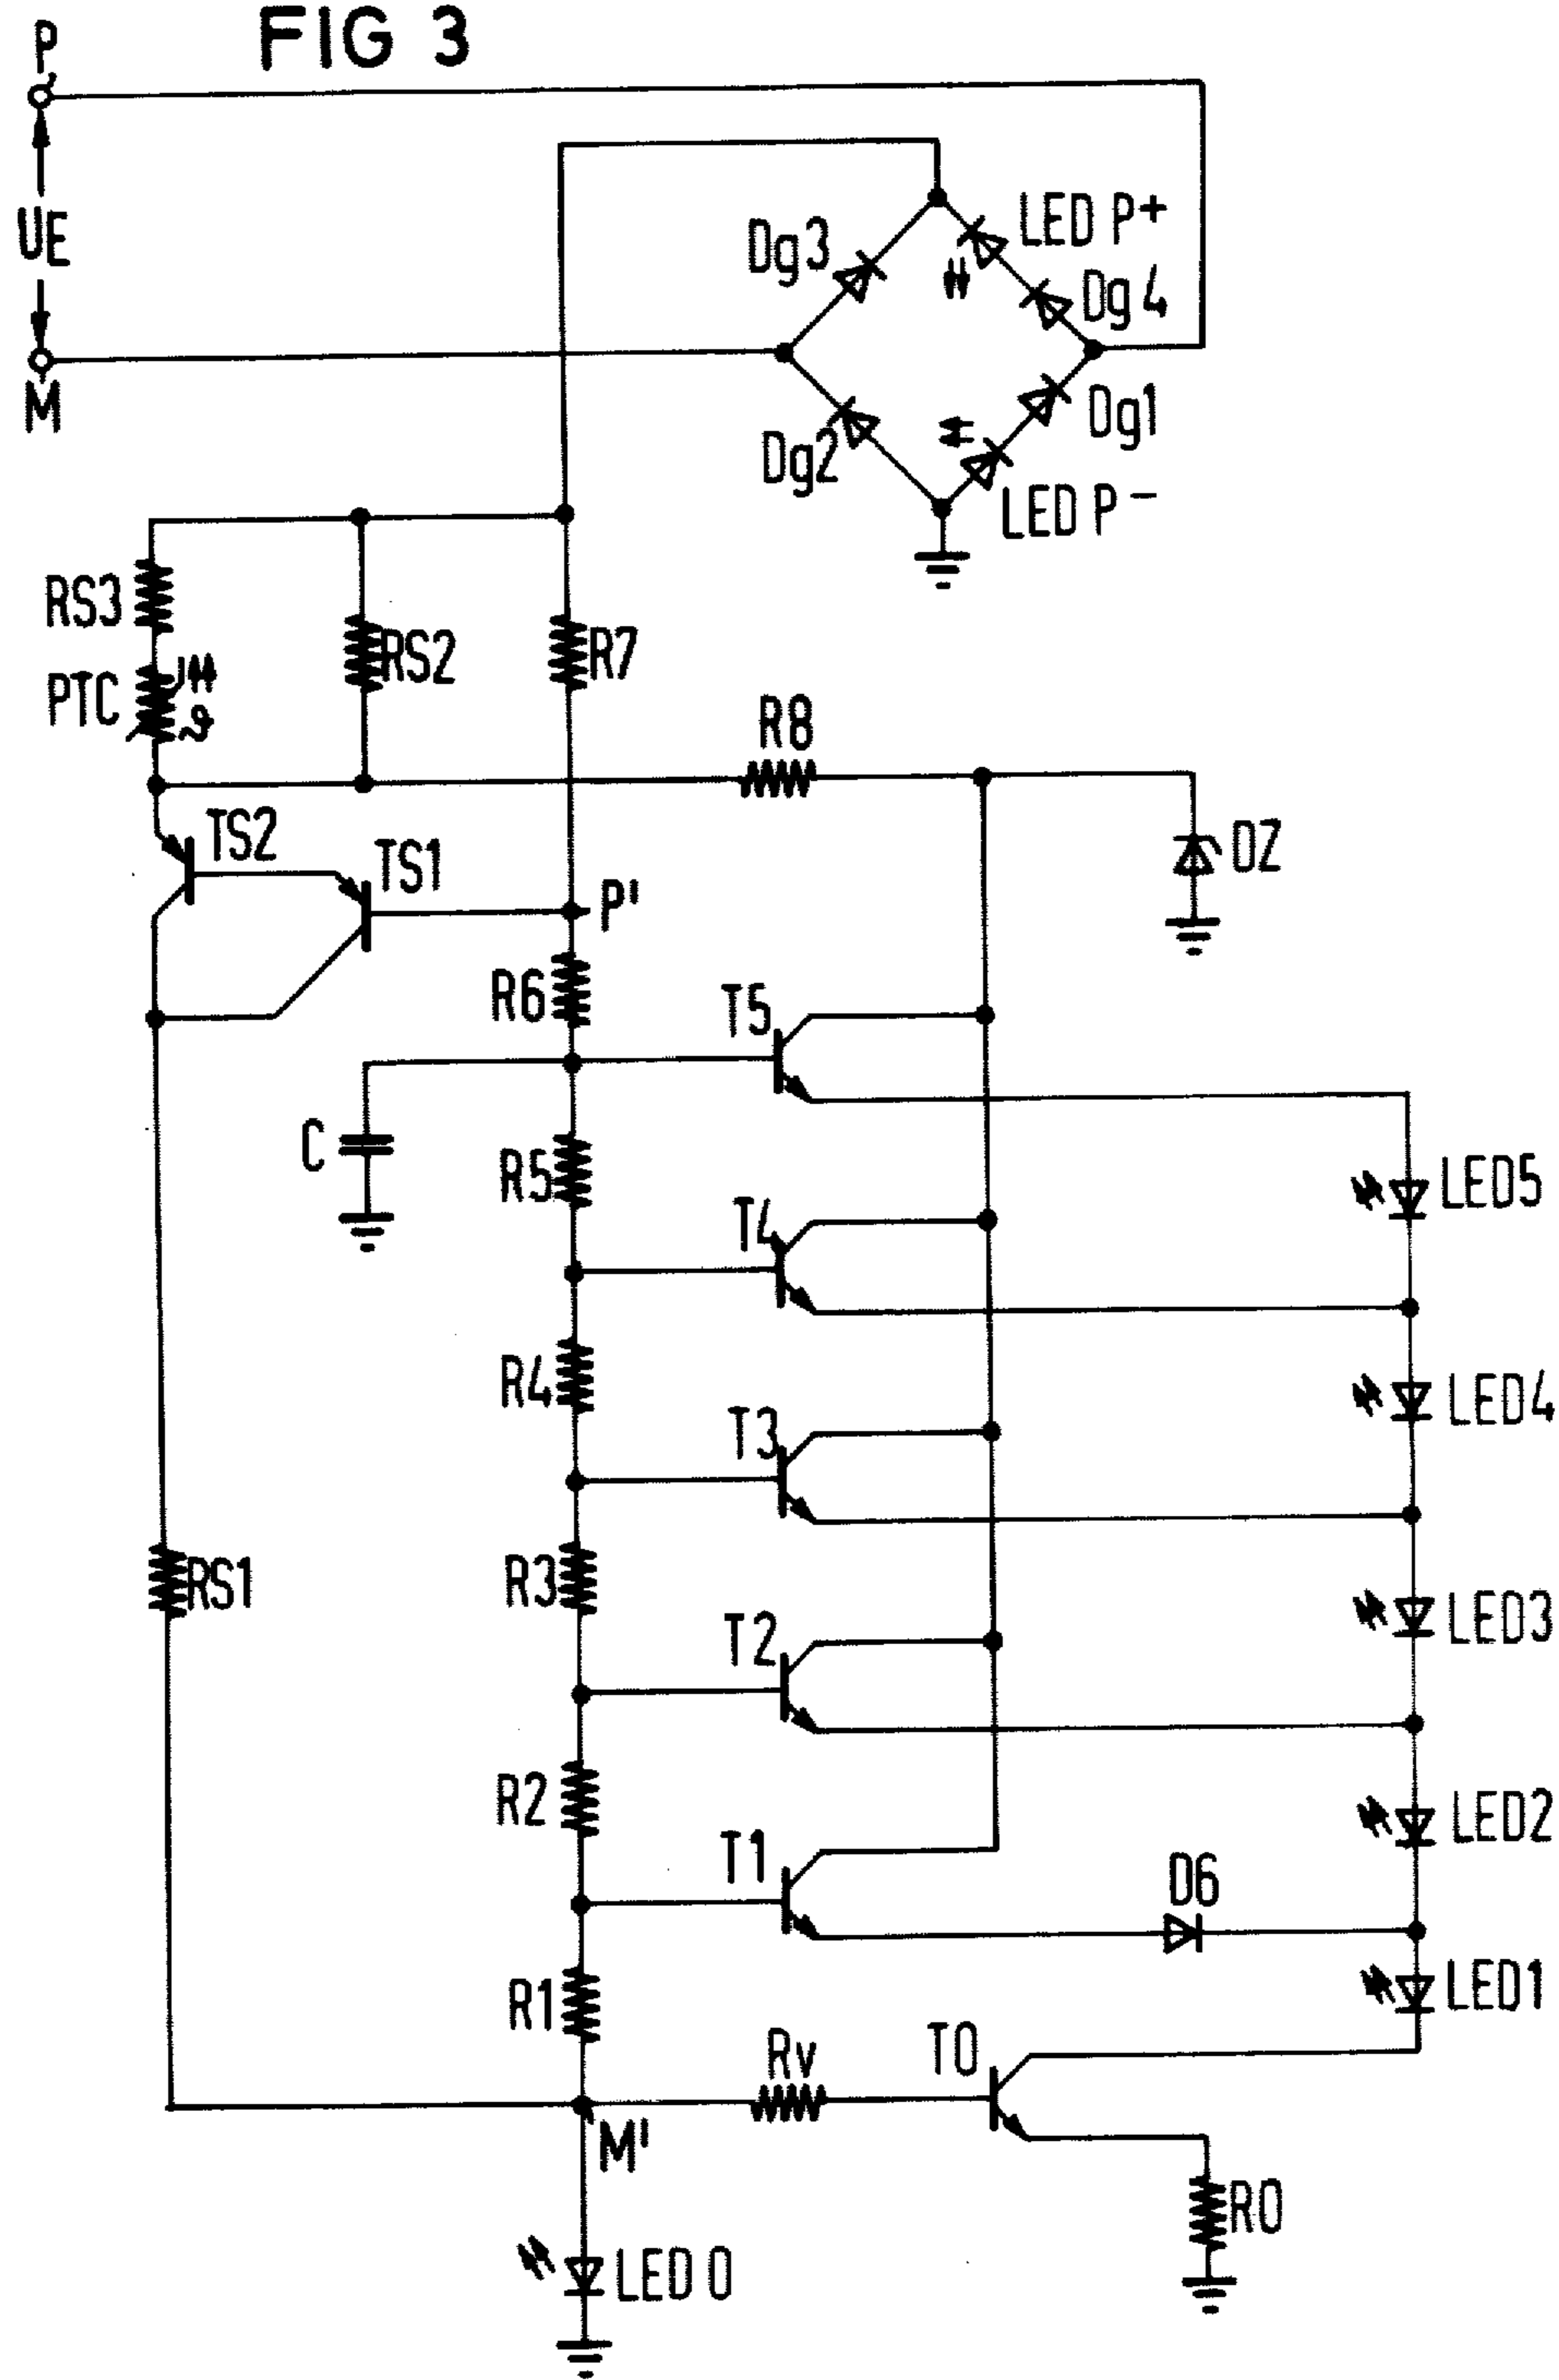 FIG 3
P
UE
M
Dg3
LED P+
Dg4
Dg2
Dg1
LED P-
RS3
RS2
R7
PTC
ϑ
R8
TS2
TS1
P'
DZ
R6
T5
C
R5
LED5
T4
R4
LED4
T3
RS1
R3
LED3
T2
R2
LED2
T1
D6
R1
LED1
Rv
T0
M'
R0
LED 0